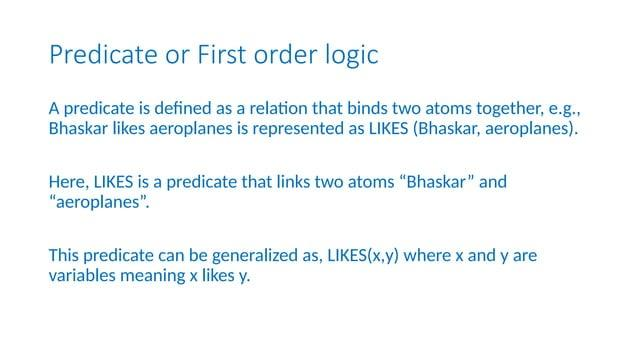 Predicate or First order logic
A predicate is defined as a relation that binds two atoms together, e.g.,
Bhaskar likes aeroplanes is represented as LIKES (Bhaskar, aeroplanes).
Here, LIKES is a predicate that links two atoms “Bhaskar” and
“aeroplanes”.
This predicate can be generalized as, LIKES(x,y) where x and y are
variables meaning x likes y.